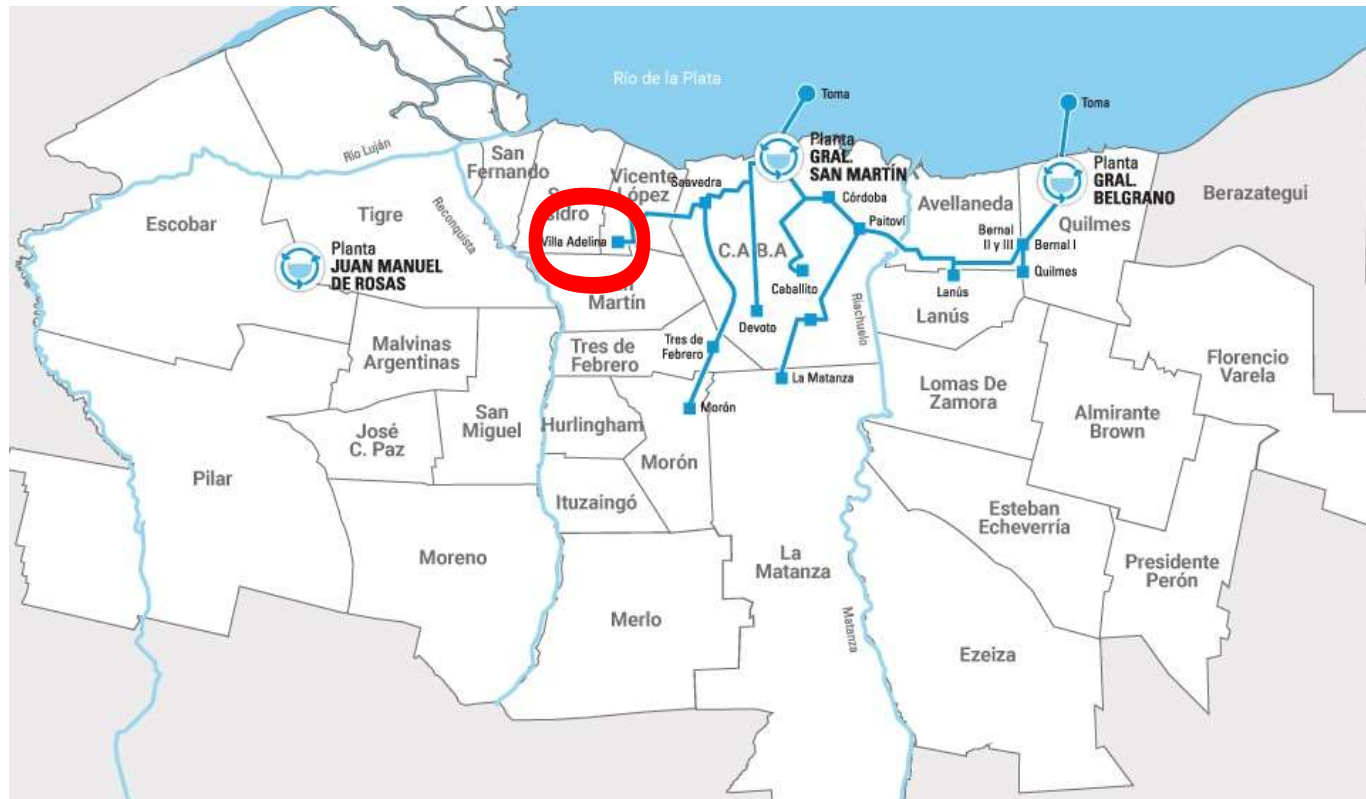 Río de la Plata
Toma
Toma
Planta
GRAL.
SAN MARTÍN
Planta
GRAL.
BELGRANO
Río Luján
San
Fernando
Vicente
López
Saavedra
Córdoba
Paitoví
Avellaneda
Bernal
II y III
Bernal I
Quilmes
Quilmes
Berazategui
Escobar
Tigre
Reconquista
Isidro
Villa Adelina
Planta
JUAN MANUEL
DE ROSAS
C.A.B.A
Caballito
Devoto
Martín
Riachuelo
Lanús
Lanús
Malvinas
Argentinas
Tres de
Febrero
Tres de
Febrero
La Matanza
Morón
Lomas De
Zamora
Florencio
Varela
José
C. Paz
San
Miguel
Hurlingham
Morón
Almirante
Brown
Pilar
Ituzaingó
Esteban
Echeverría
Moreno
La
Matanza
Presidente
Perón
Merlo
Matanza
Ezeiza